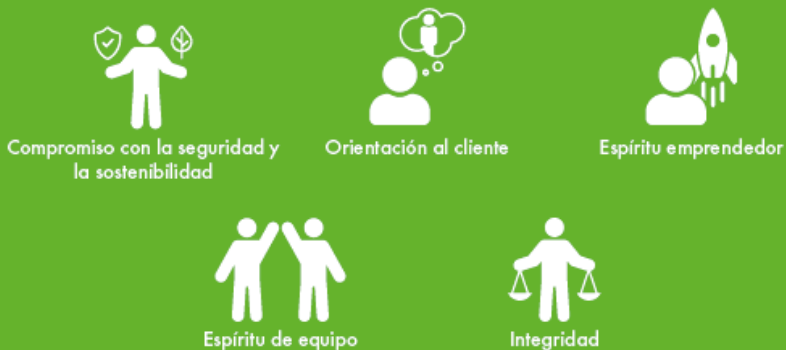 Compromiso con la seguridad y
la sostenibilidad
Orientación al cliente
Espíritu emprendedor
Espíritu de equipo
Integridad